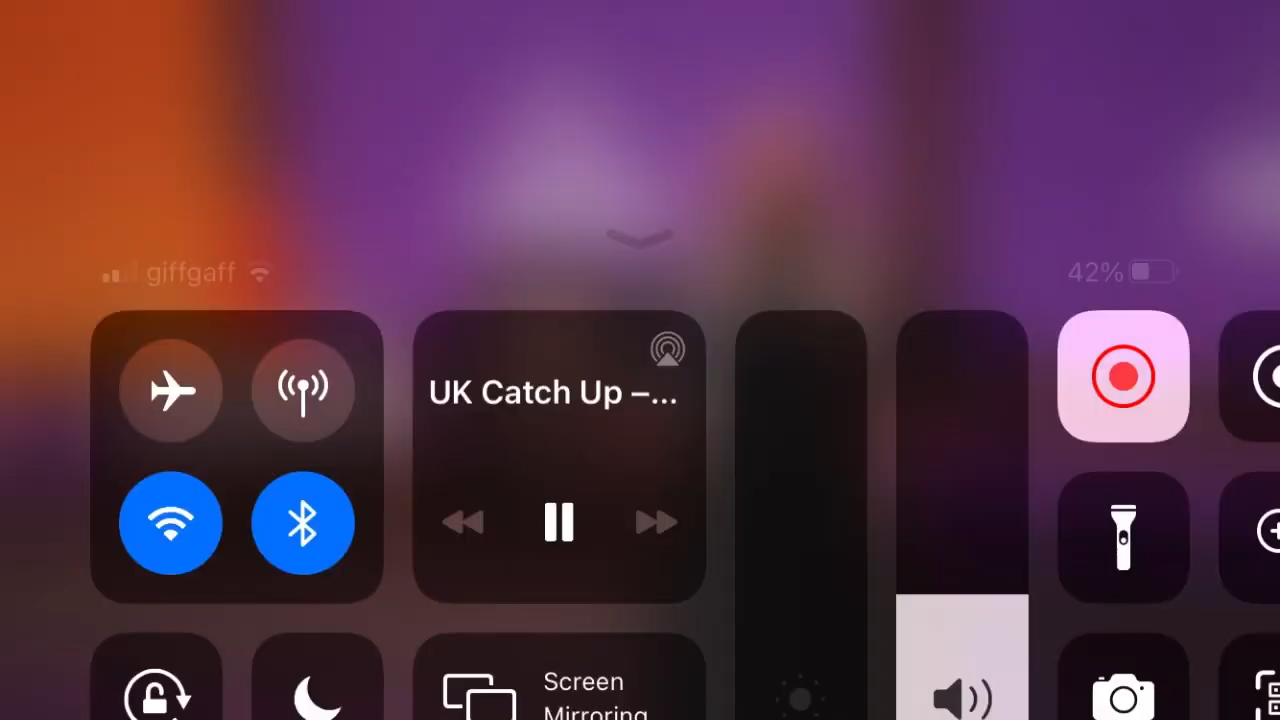 giffgaff
42%
UK Catch Up –...
Screen
Mirroring